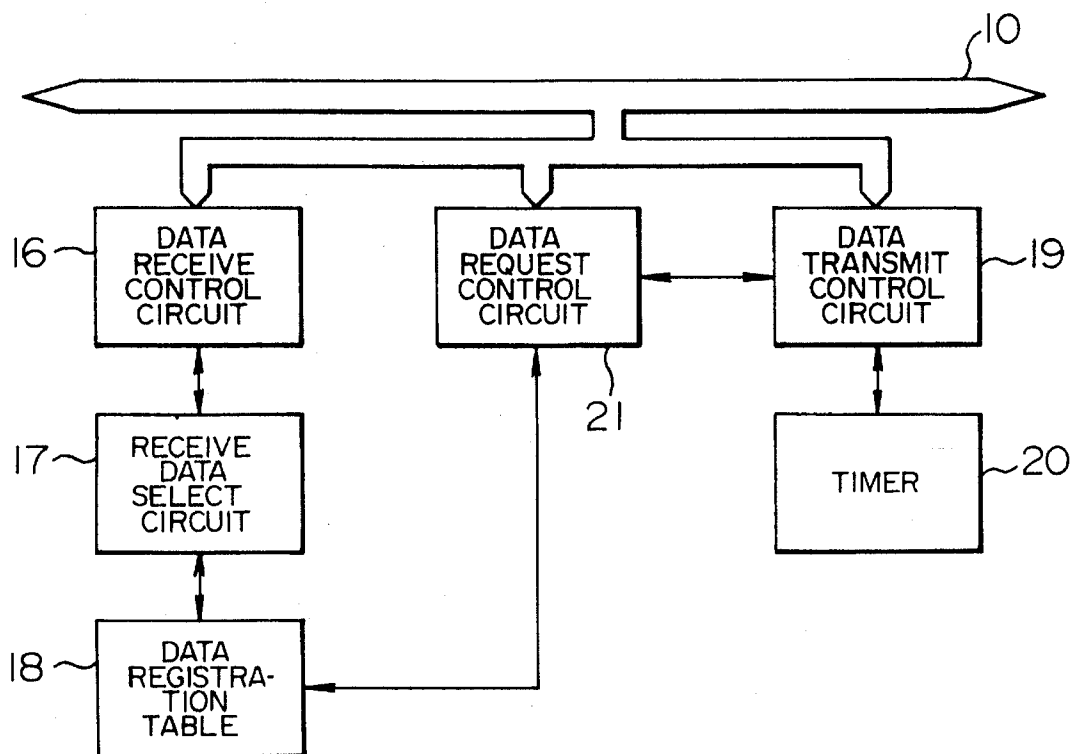 10
16
DATA
RECEIVE
CONTROL
CIRCUIT
DATA
REQUEST
CONTROL
CIRCUIT
21
DATA
TRANSMIT
CONTROL
CIRCUIT
19
17
RECEIVE
DATA
SELECT
CIRCUIT
TIMER
20
18
DATA
REGISTRA-
TION
TABLE